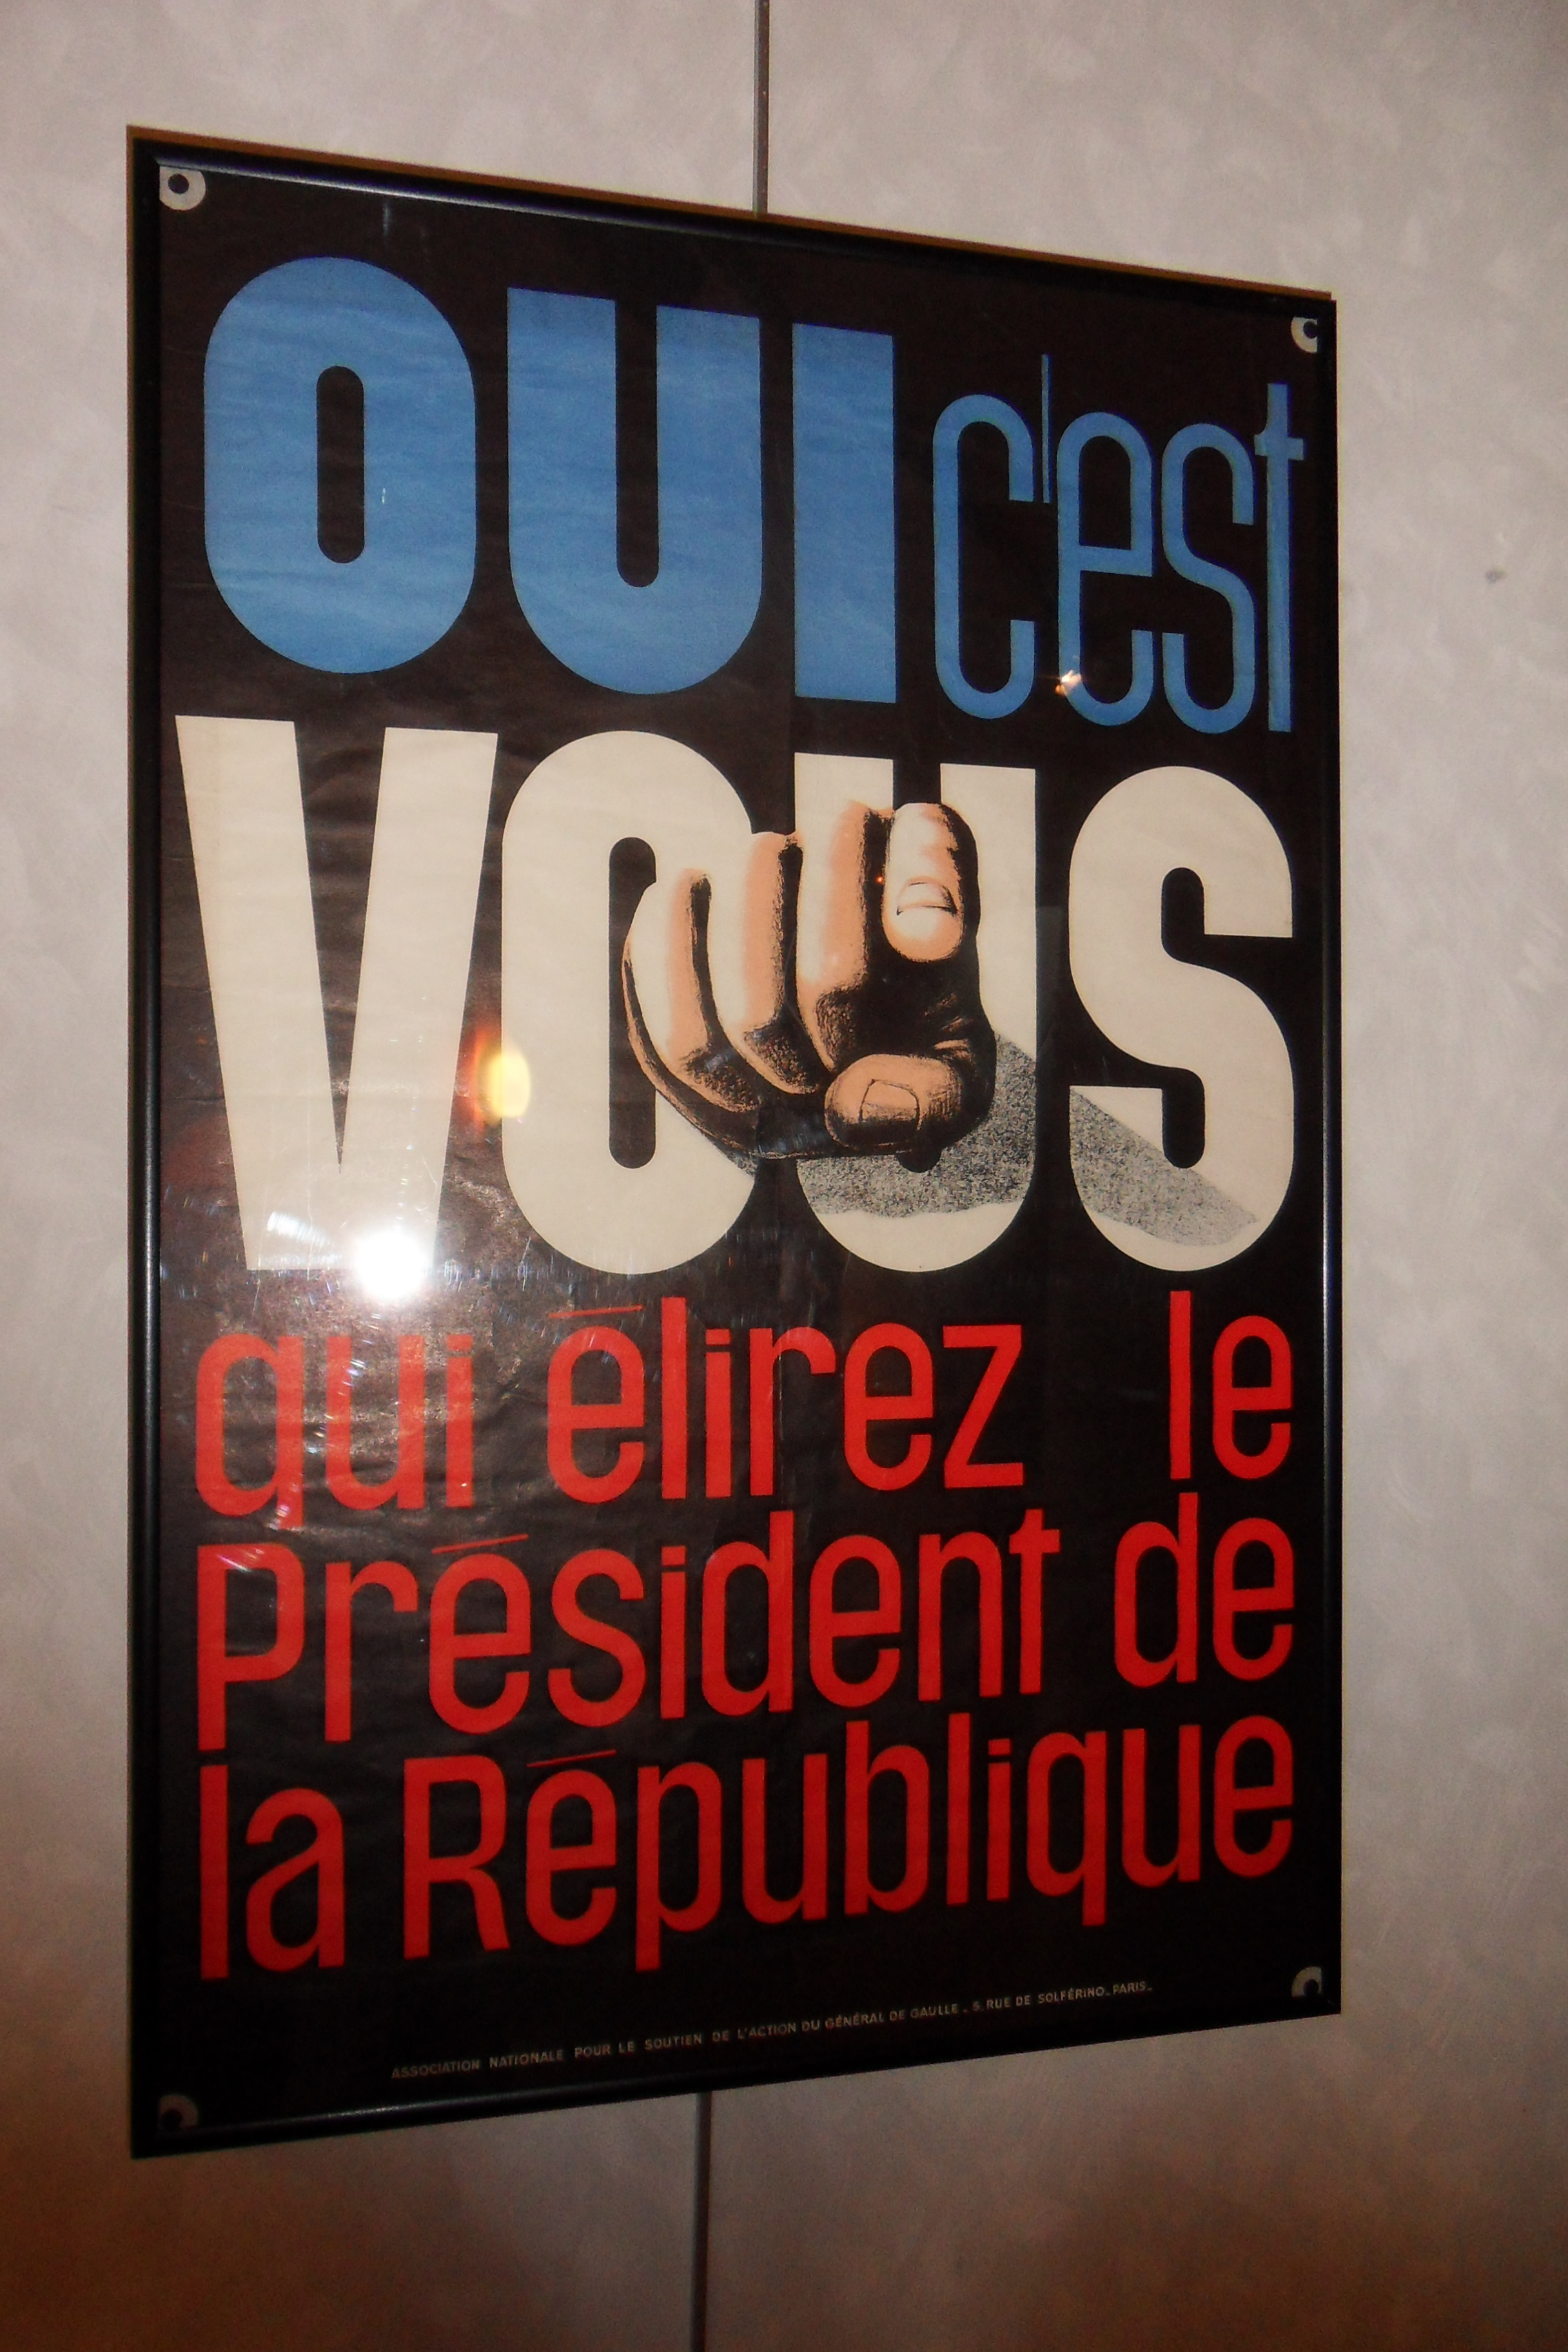 OUI c'est
VOUS
qui élirez le
Président de
la République
ASSOCIATION NATIONALE POUR LE SOUTIEN DE L'ACTION DU GÉNÉRAL DE GAULLE _ 5, RUE DE SOLFÉRINO _ PARIS _